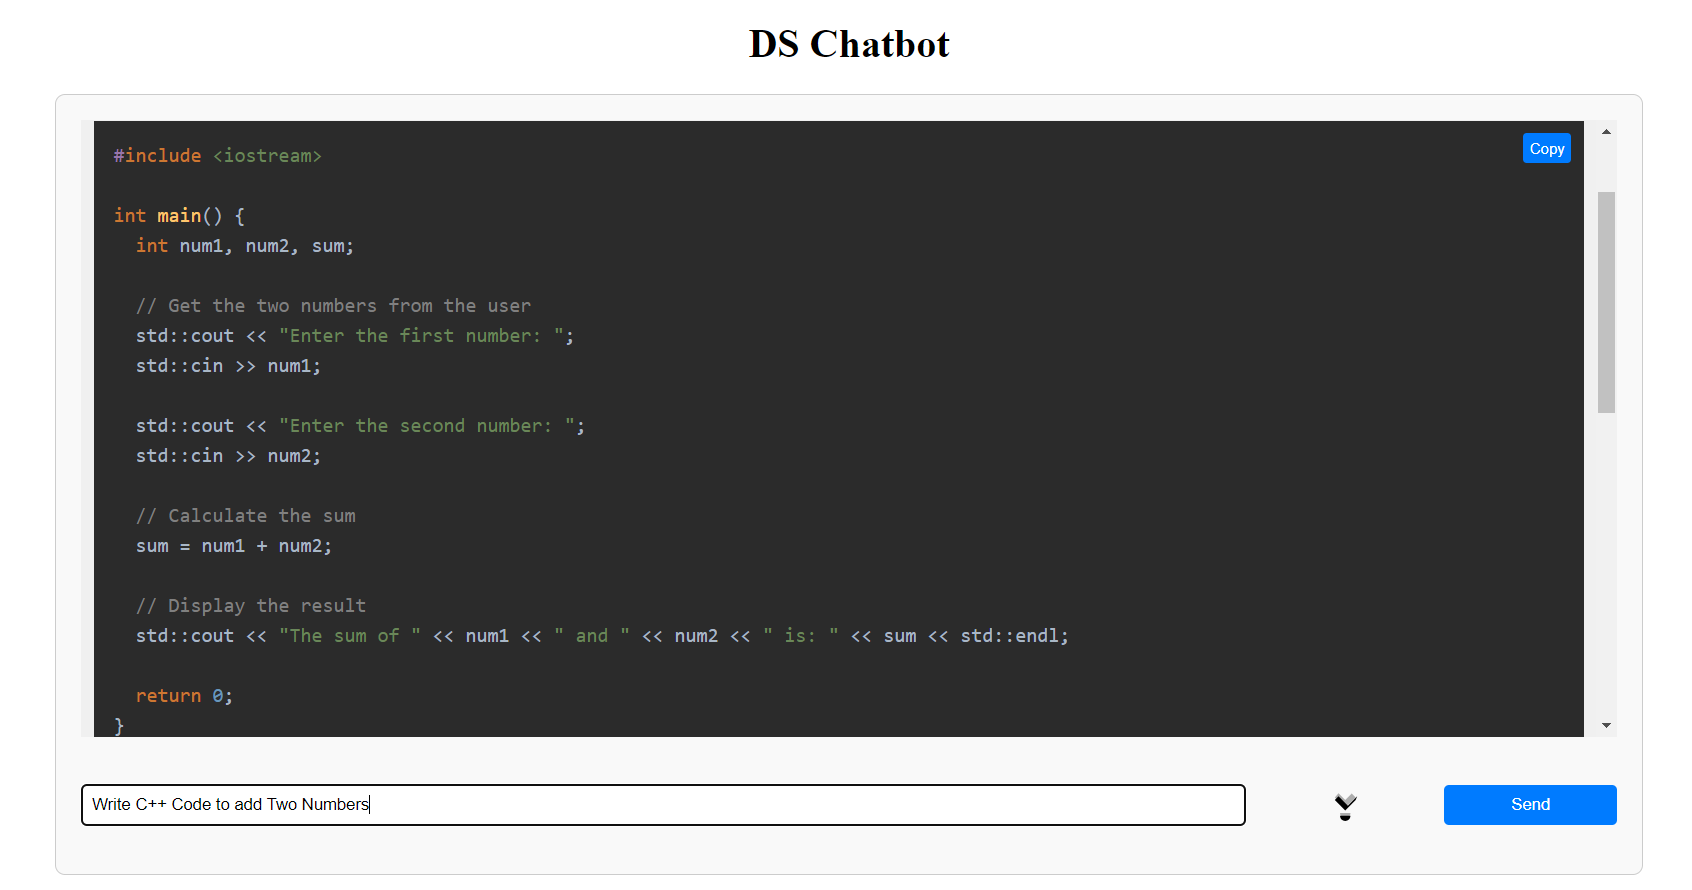 DS Chatbot
Copy
#include <iostream>
int main() {
int num1, num2, sum;
// Get the two numbers from the user
std::cout << "Enter the first number: ";
std::cin >> num1;
std::cout << "Enter the second number: ";
std::cin >> num2;
// Calculate the sum
sum = num1 + num2;
// Display the result
std::cout << "The sum of " << num1 << " and " << num2 << " is: " << sum << std::endl;
return 0;
}
Write C++ Code to add Two Numbers
Send